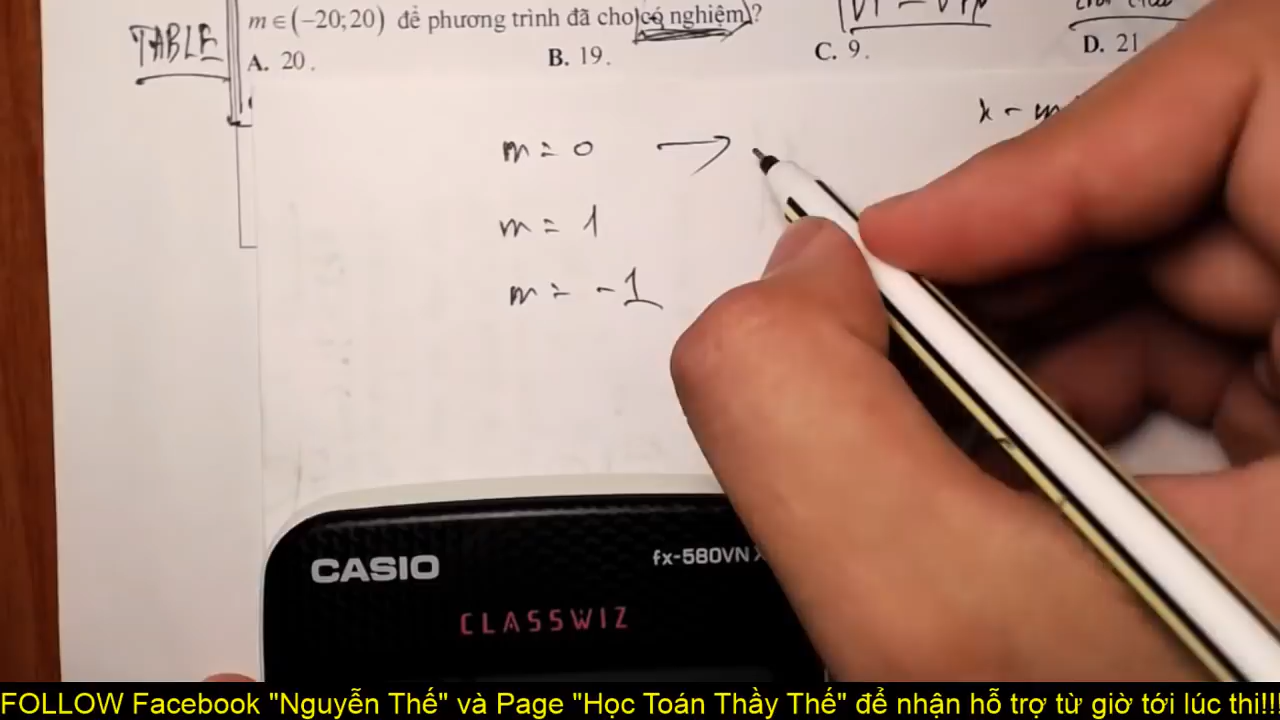 m ∈ (−20;20) để phương trình đã cho có nghiệm ?
TABLE
A. 20 .
B. 19.
C. 9.
D. 21
x - m
m = 0 →
m = 1
m = -1
CASIO
fx-580VN X
CLASSWIZ
FOLLOW Facebook "Nguyễn Thế" và Page "Học Toán Thầy Thế" để nhận hỗ trợ từ giờ tới lúc thi!!!